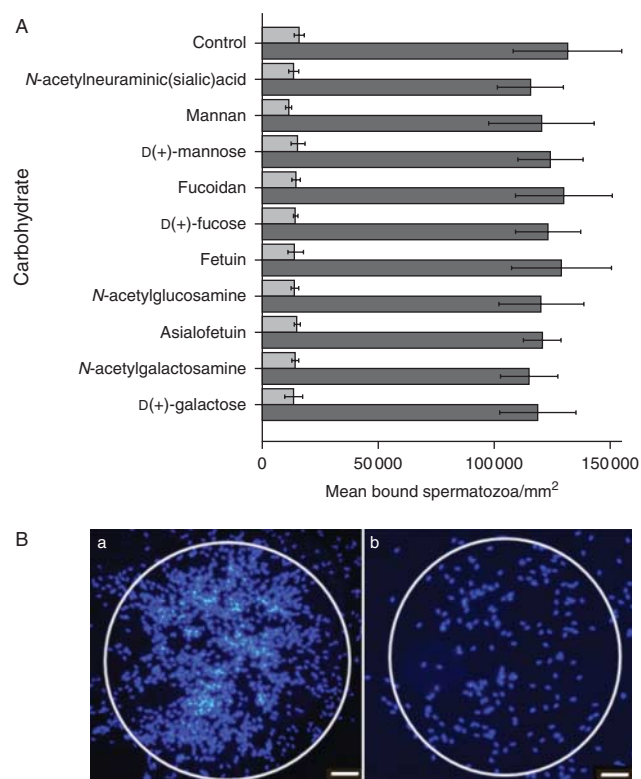 A
Carbohydrate
Control
N-acetylneuraminic(sialic)acid
Mannan
D(+)-mannose
Fucoidan
D(+)-fucose
Fetuin
N-acetylglucosamine
Asialofetuin
N-acetylgalactosamine
D(+)-galactose
0 50 000 100 000 150 000
Mean bound spermatozoa/mm²
B
a b